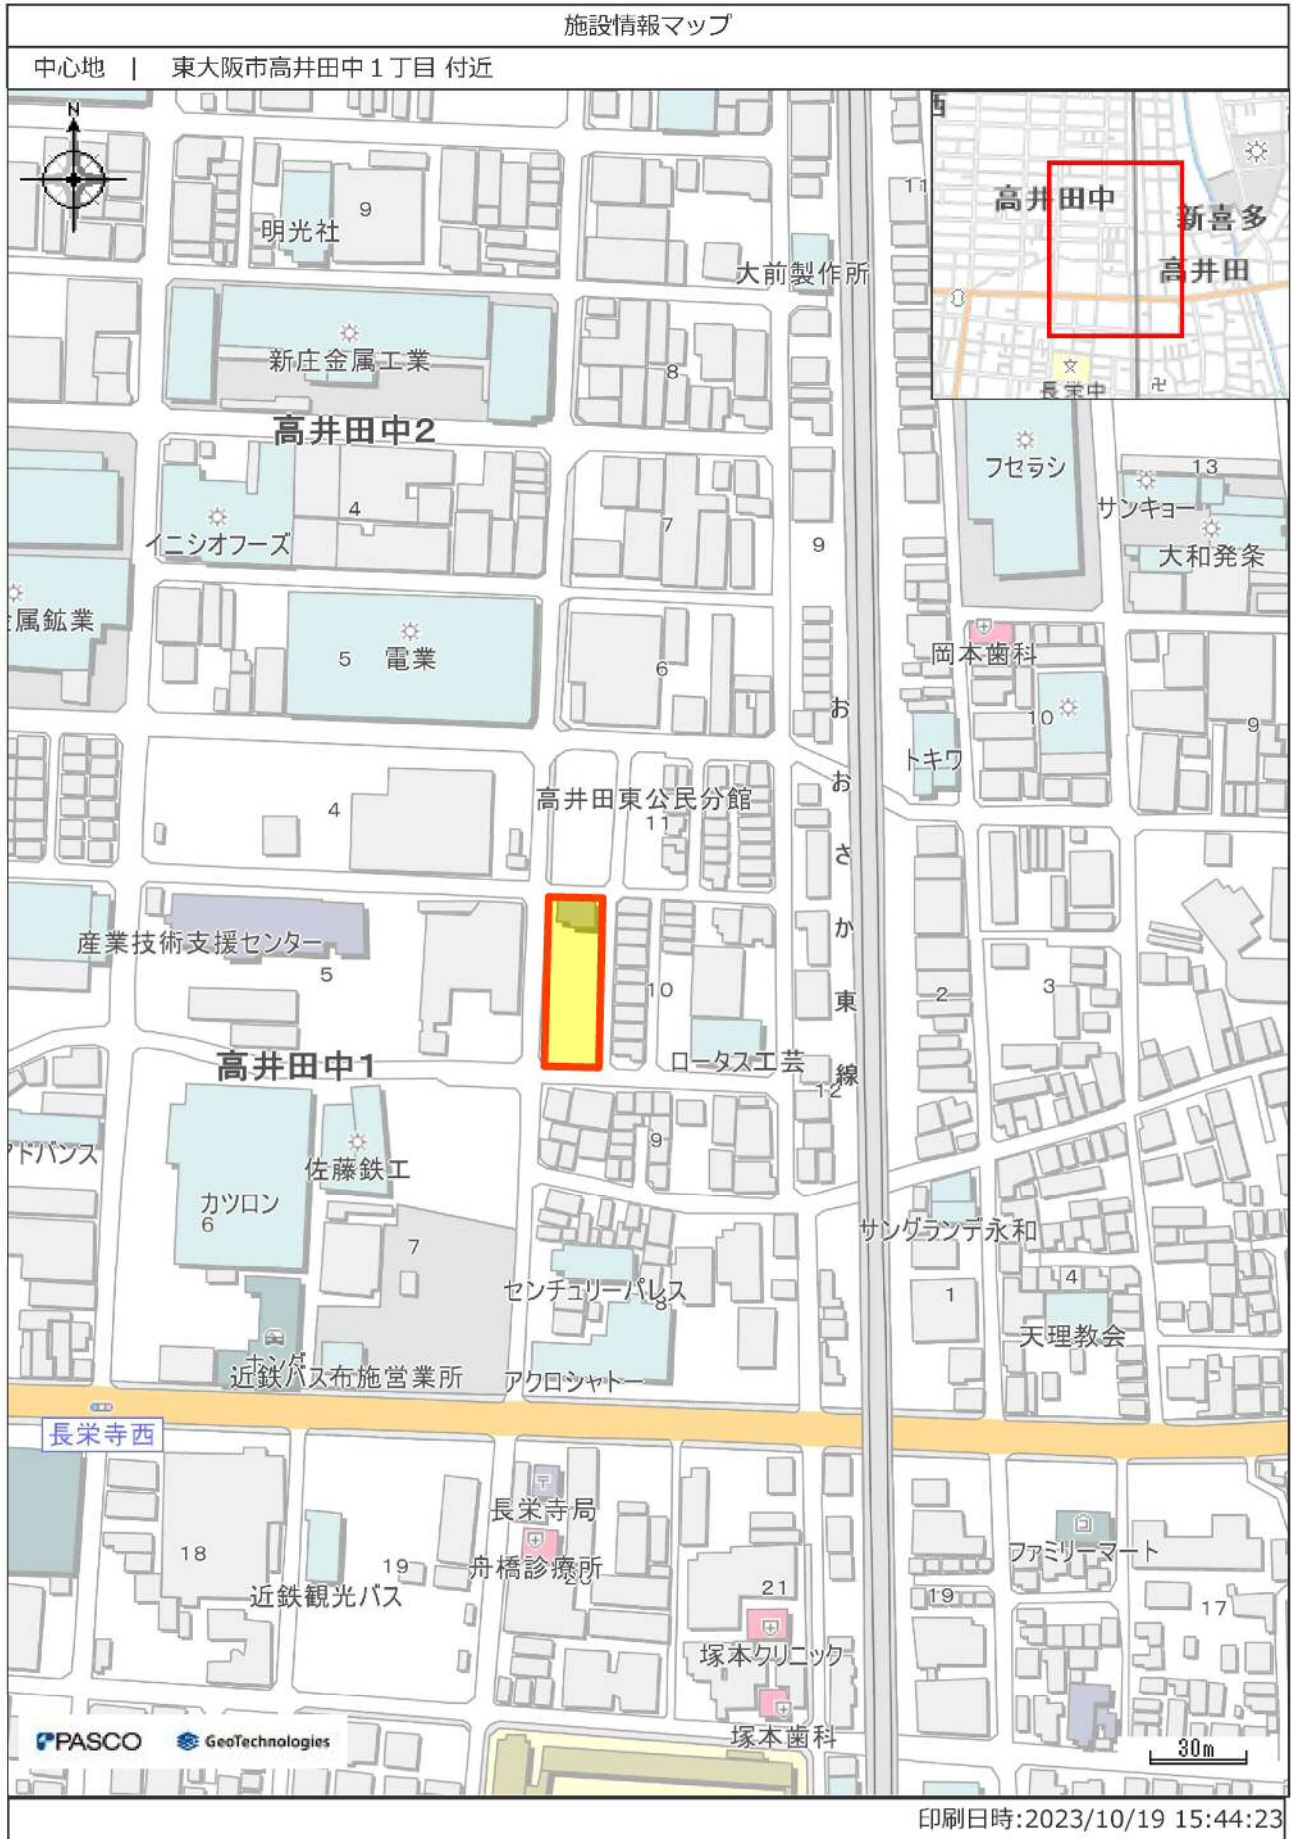 施設情報マップ
中心地 | 東大阪市高井田中1丁目 付近
N
西
高井田中
新喜多
高井田
長栄中
11
明光社
9
大前製作所
新庄金属工業
8
高井田中2
フセラシ
13
サンキョー
大和発条
4
イニシオフーズ
7
9
属鉱業
5
電業
6
岡本歯科
10
9
トキワ
おおさか東線
4
高井田東公民分館
11
産業技術支援センター
5
10
2
3
高井田中1
ロータス工芸
12
アドバンス
佐藤鉄工
9
カツロン
6
サングランデ永和
7
センチュリーパレス
8
1
4
天理教会
ホンダ
近鉄バス布施営業所
アクロシャトー
長栄寺西
長栄寺局
18
19
舟橋診療所
20
ファミリーマート
近鉄観光バス
21
19
17
塚本クリニック
塚本歯科
PASCO
GeoTechnologies
30m
印刷日時:2023/10/19 15:44:23